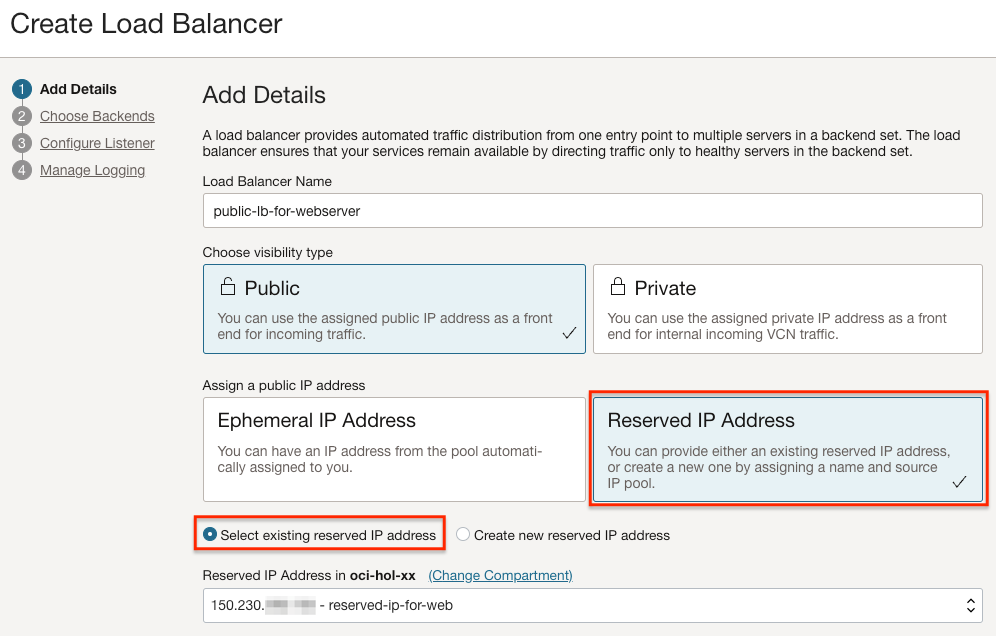 Create Load Balancer
1 Add Details
2 Choose Backends
3 Configure Listener
4 Manage Logging
Add Details
A load balancer provides automated traffic distribution from one entry point to multiple servers in a backend set. The load
balancer ensures that your services remain available by directing traffic only to healthy servers in the backend set.
Load Balancer Name
public-lb-for-webserver
Choose visibility type
Public
You can use the assigned public IP address as a front
end for incoming traffic.
Private
You can use the assigned private IP address as a front
end for internal incoming VCN traffic.
Assign a public IP address
Ephemeral IP Address
You can have an IP address from the pool automati-
cally assigned to you.
Reserved IP Address
You can provide either an existing reserved IP address,
or create a new one by assigning a name and source
IP pool.
Select existing reserved IP address
Create new reserved IP address
Reserved IP Address in oci-hol-xx (Change Compartment)
150.230. - reserved-ip-for-web